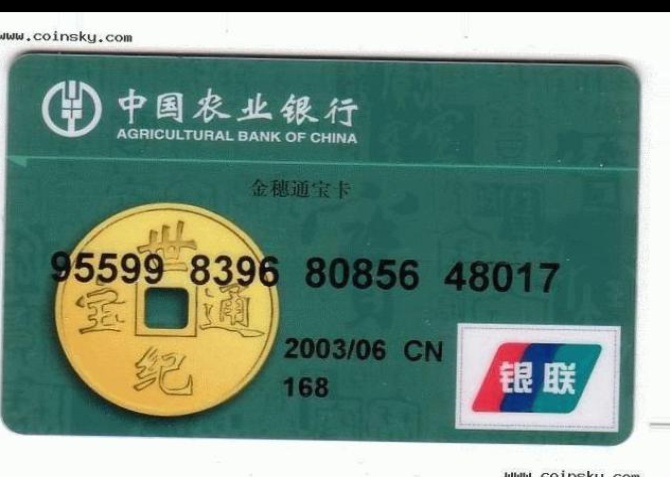 www.coinsky.com
中国农业银行
AGRICULTURAL BANK OF CHINA
金穗通宝卡
世
宝 通
纪
95599 8396 80856 48017
2003/06 CN
168
银联
www.coinsky.com